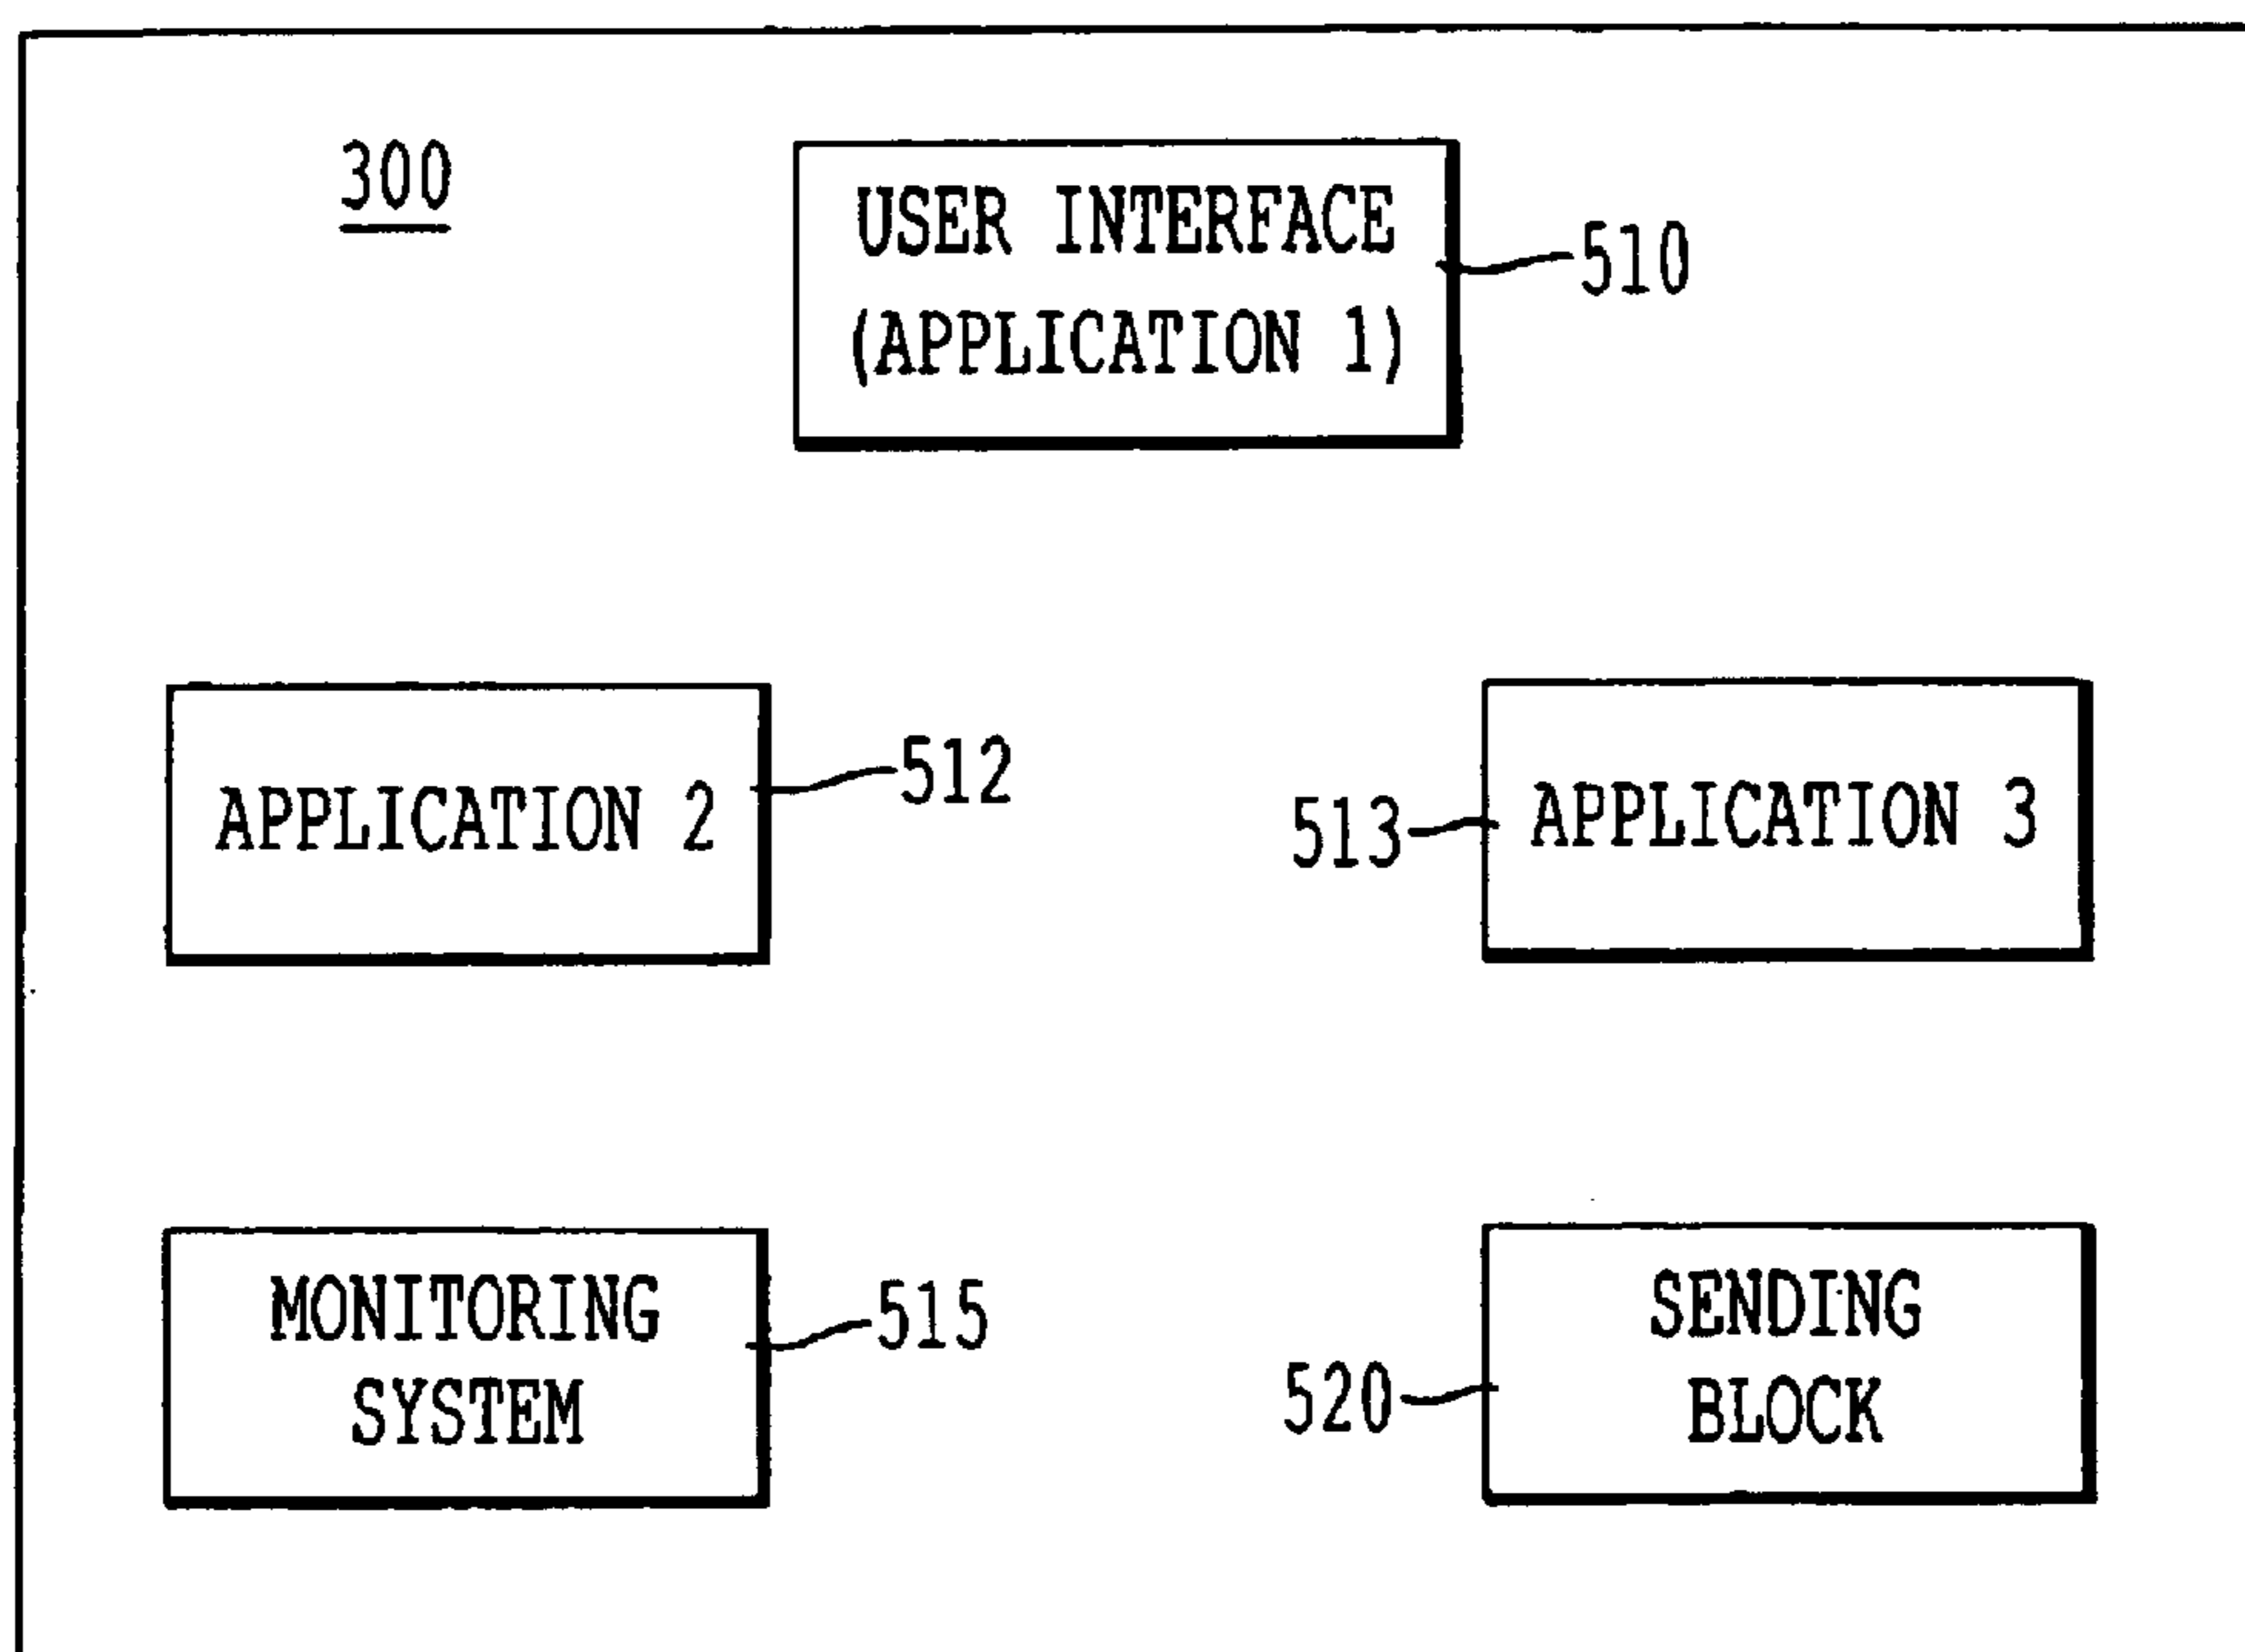 300
USER INTERFACE
(APPLICATION 1)
510
APPLICATION 2
512
513
APPLICATION 3
MONITORING
SYSTEM
515
520
SENDING
BLOCK